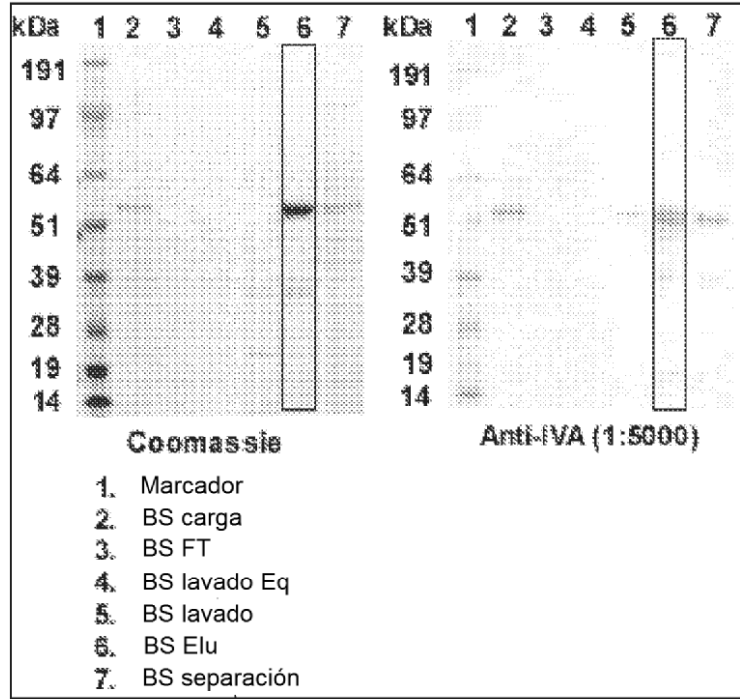 kDa 1 2 3 4 5 6 7
191
97
64
51
39
28
19
14
Coomassie
kDa 1 2 3 4 5 6 7
191
97
64
51
39
28
19
14
Anti-IVA (1:5000)
1. Marcador
2. BS carga
3. BS FT
4. BS lavado Eq
5. BS lavado
6. BS Elu
7. BS separación